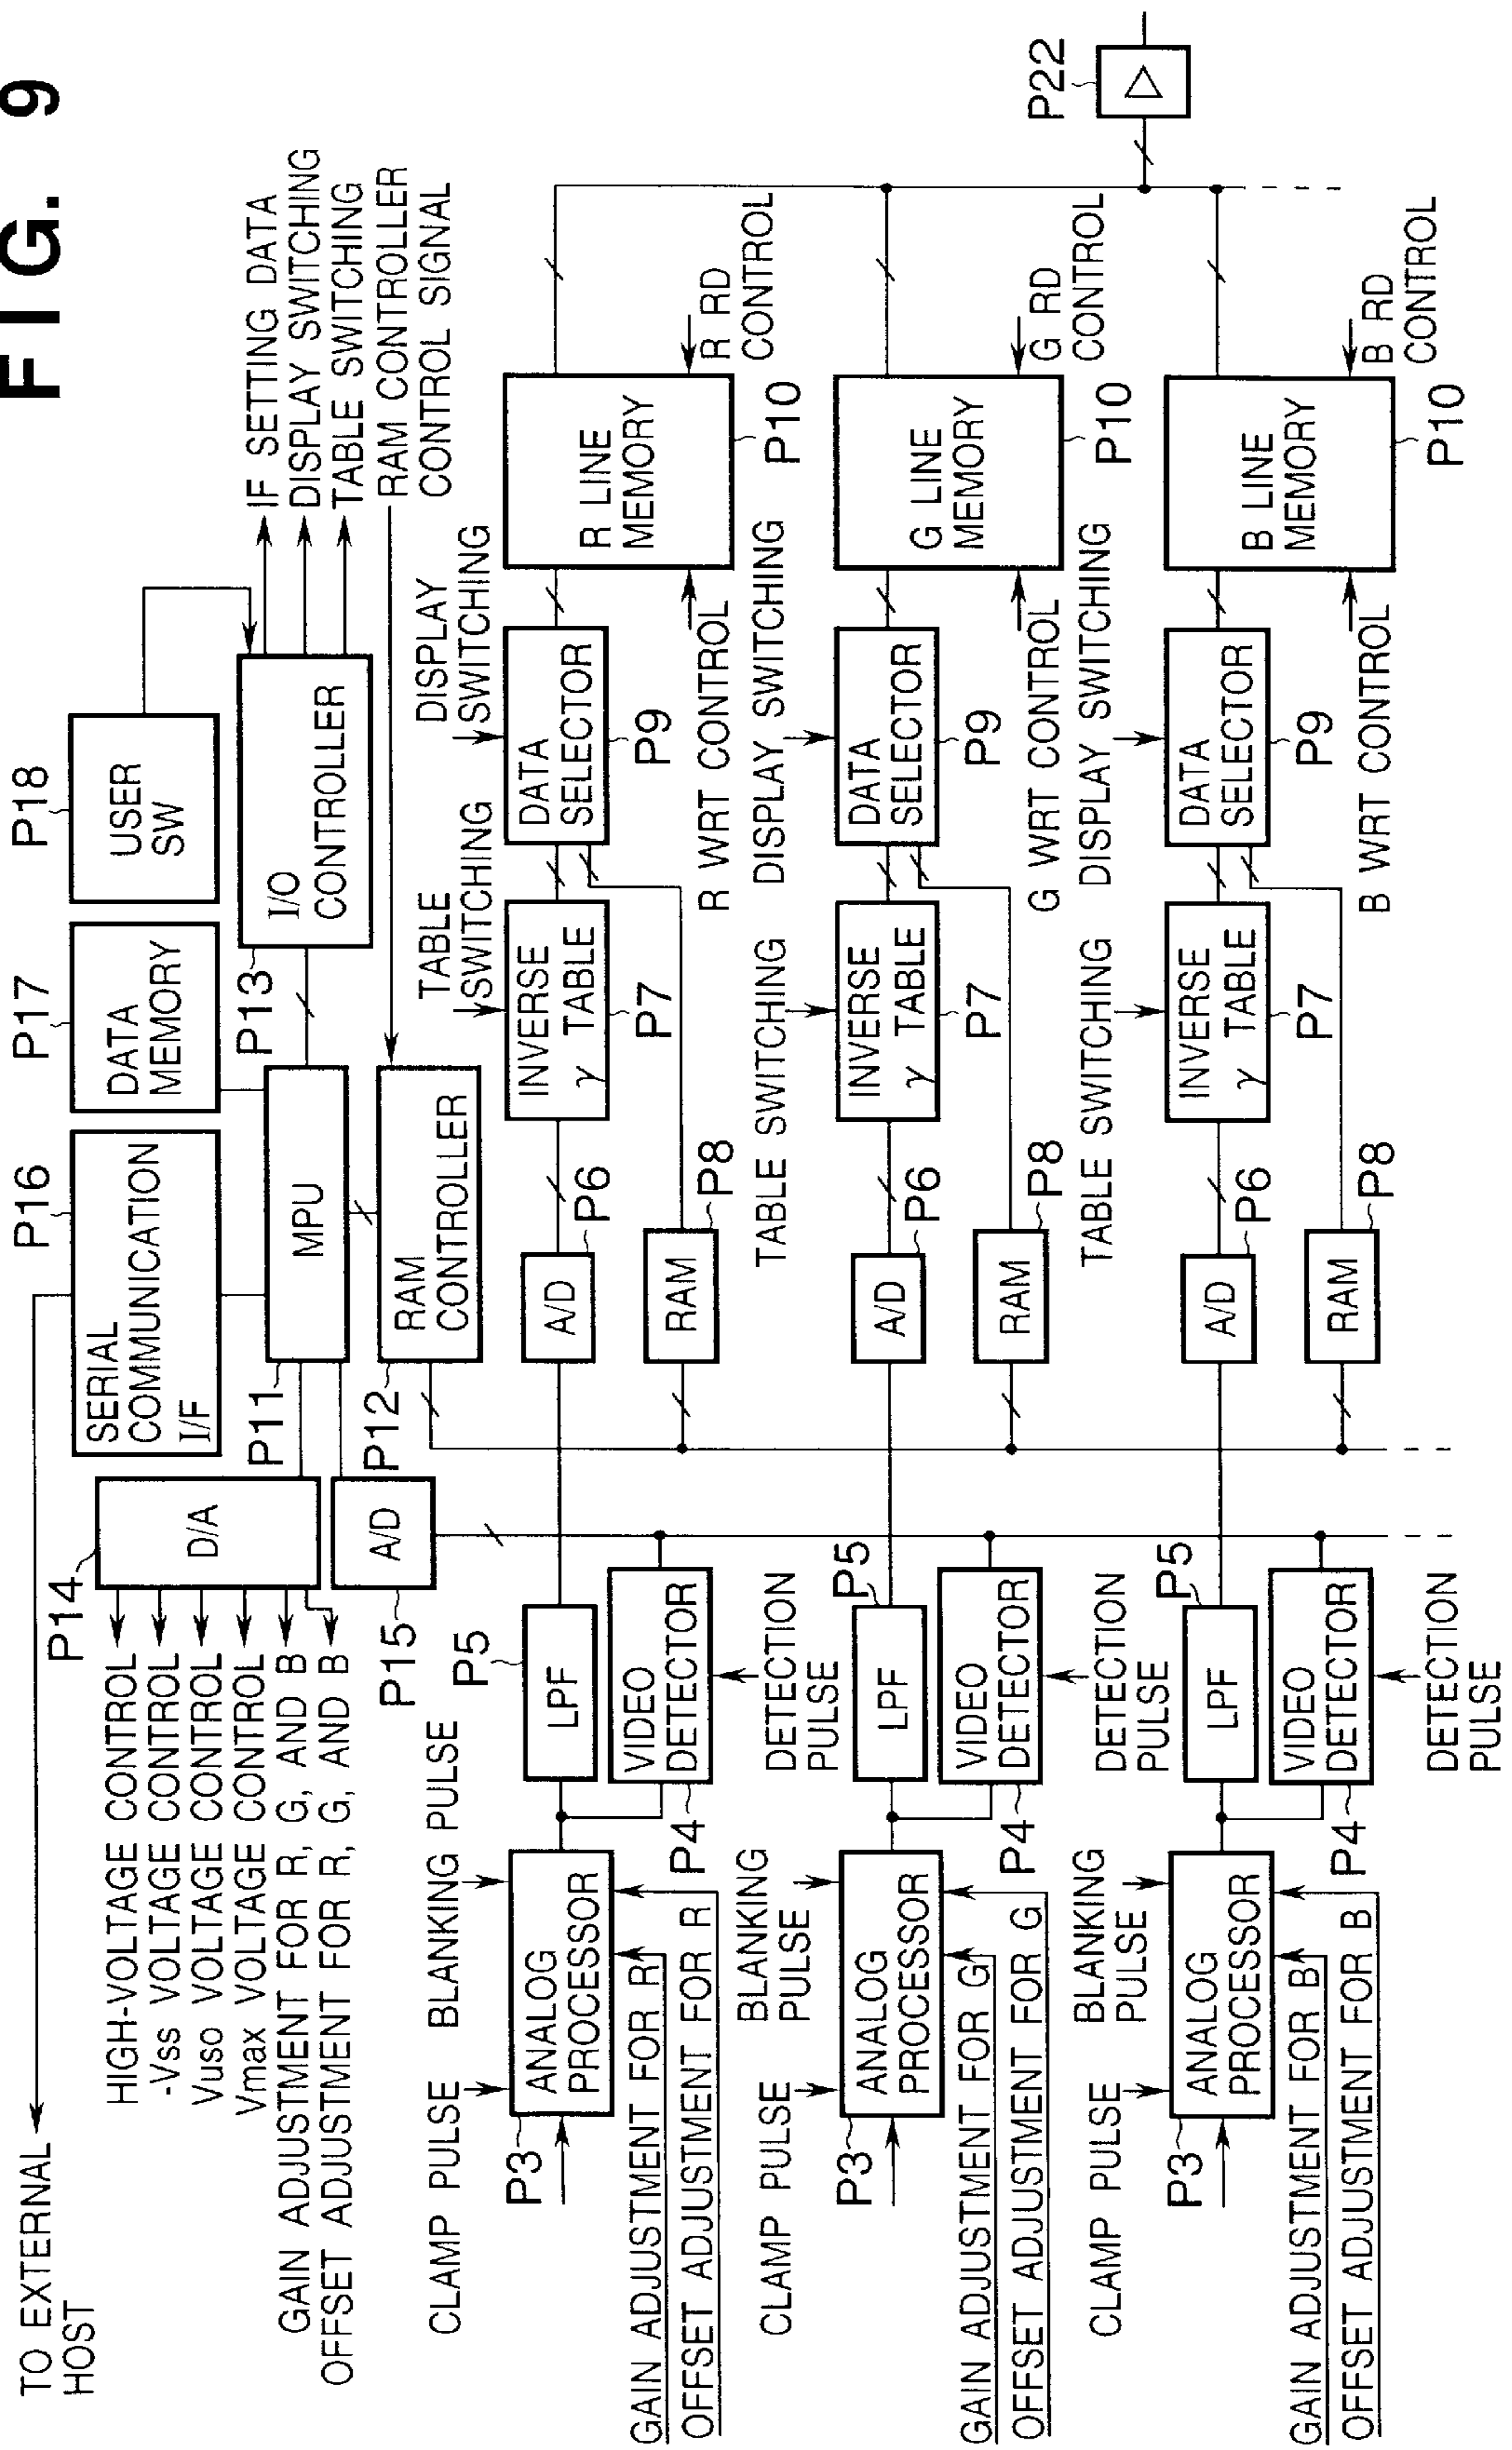 FIG. 9
TO EXTERNAL
HOST
P16
P17
P18
SERIAL
COMMUNICATION
I/F
DATA
MEMORY
USER
SW
P14
D/A
P11
MPU
P13
I/O
CONTROLLER
IF SETTING DATA
DISPLAY SWITCHING
TABLE SWITCHING
RAM CONTROLLER
CONTROL SIGNAL
HIGH-VOLTAGE CONTROL
-Vss VOLTAGE CONTROL
Vuso VOLTAGE CONTROL
Vmax VOLTAGE CONTROL
GAIN ADJUSTMENT FOR R, G, AND B
OFFSET ADJUSTMENT FOR R, G, AND B
P15
A/D
P12
RAM
CONTROLLER
CLAMP PULSE
BLANKING PULSE
P5
TABLE
SWITCHING
DISPLAY
SWITCHING
P3
ANALOG
PROCESSOR
LPF
A/D
P6
INVERSE
γ TABLE
P7
DATA
SELECTOR
P9
R LINE
MEMORY
P10
GAIN ADJUSTMENT FOR R
OFFSET ADJUSTMENT FOR R
P4
VIDEO
DETECTOR
DETECTION
PULSE
RAM
P8
R WRT CONTROL
R RD
CONTROL
CLAMP PULSE
BLANKING
PULSE
P5
TABLE SWITCHING
DISPLAY SWITCHING
P3
ANALOG
PROCESSOR
LPF
A/D
P6
INVERSE
γ TABLE
P7
DATA
SELECTOR
P9
G LINE
MEMORY
P10
GAIN ADJUSTMENT FOR G
OFFSET ADJUSTMENT FOR G
P4
VIDEO
DETECTOR
DETECTION
PULSE
RAM
P8
G WRT CONTROL
G RD
CONTROL
P22
CLAMP PULSE
BLANKING
PULSE
P5
TABLE SWITCHING
DISPLAY SWITCHING
P3
ANALOG
PROCESSOR
LPF
A/D
P6
INVERSE
γ TABLE
P7
DATA
SELECTOR
P9
B LINE
MEMORY
P10
GAIN ADJUSTMENT FOR B
OFFSET ADJUSTMENT FOR B
P4
VIDEO
DETECTOR
DETECTION
PULSE
RAM
P8
B WRT CONTROL
B RD
CONTROL